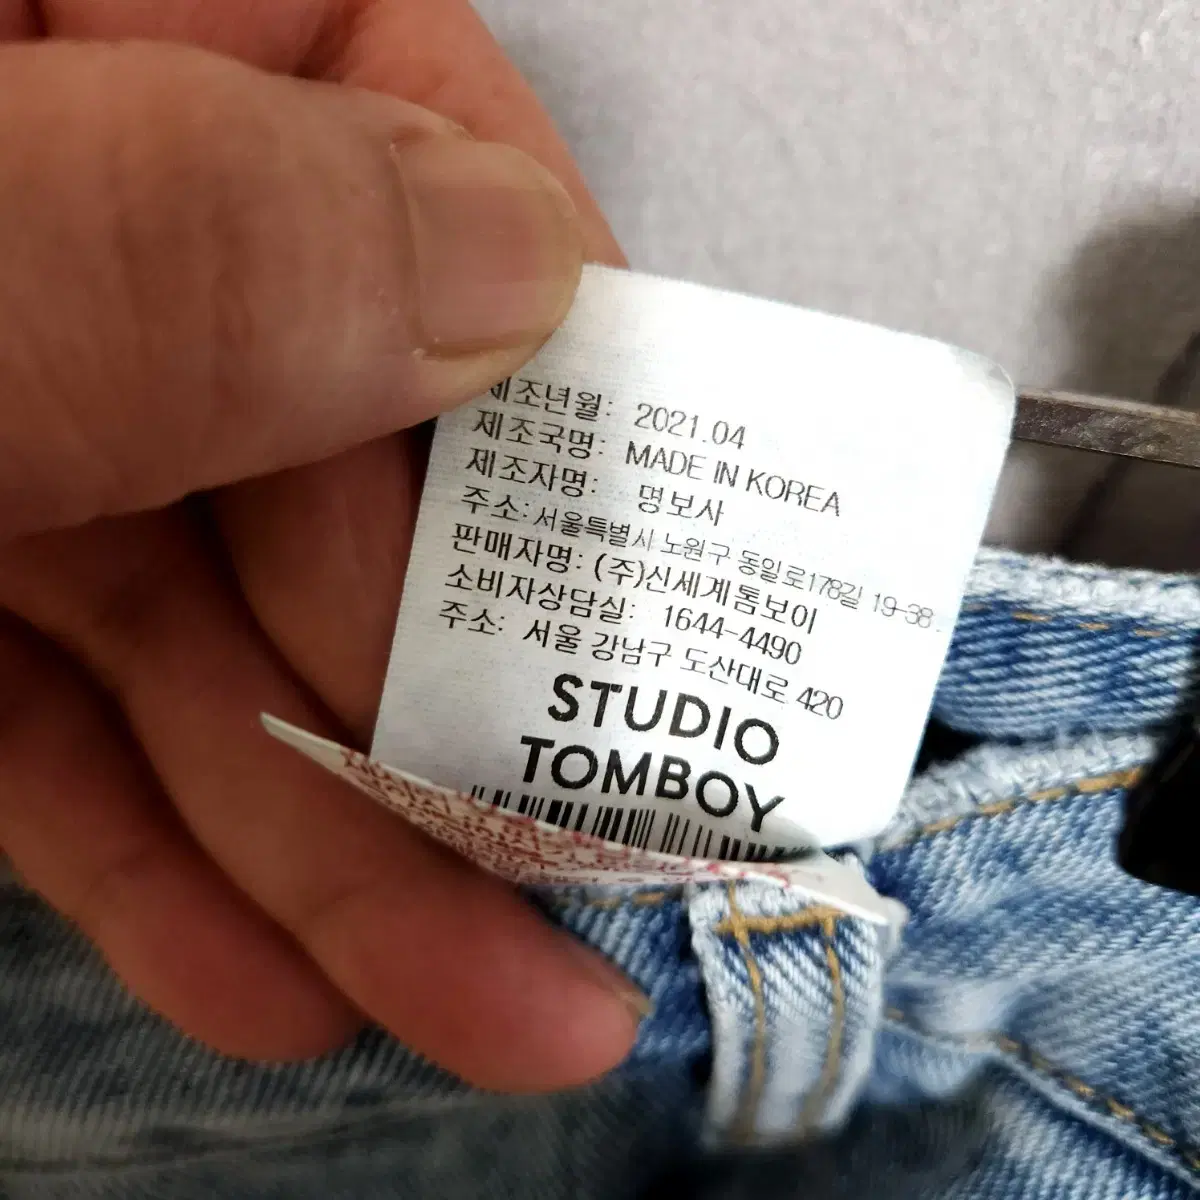 제조년월: 2021.04
제조국명: MADE IN KOREA
제조자명: 명보사
주소: 서울특별시 노원구 동일로178길 19-38.
판매자명: (주)신세계톰보이
소비자상담실: 1644-4490
주소: 서울 강남구 도산대로 420
STUDIO
TOMBOY